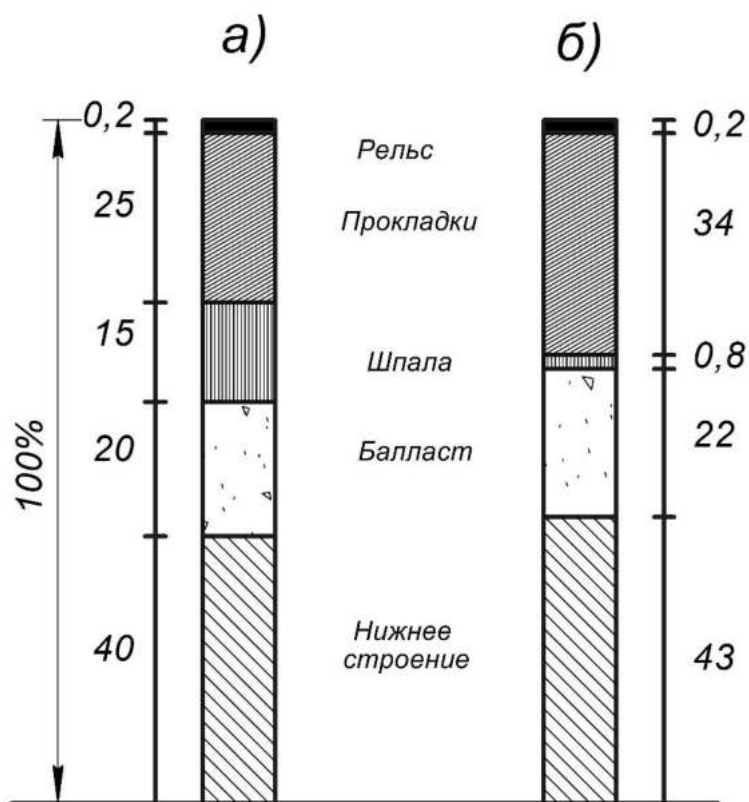 а)
б)
0,2
25
15
20
40
100%
Рельс
Прокладки
Шпала
Балласт
Нижнее
строение
0,2
34
0,8
22
43